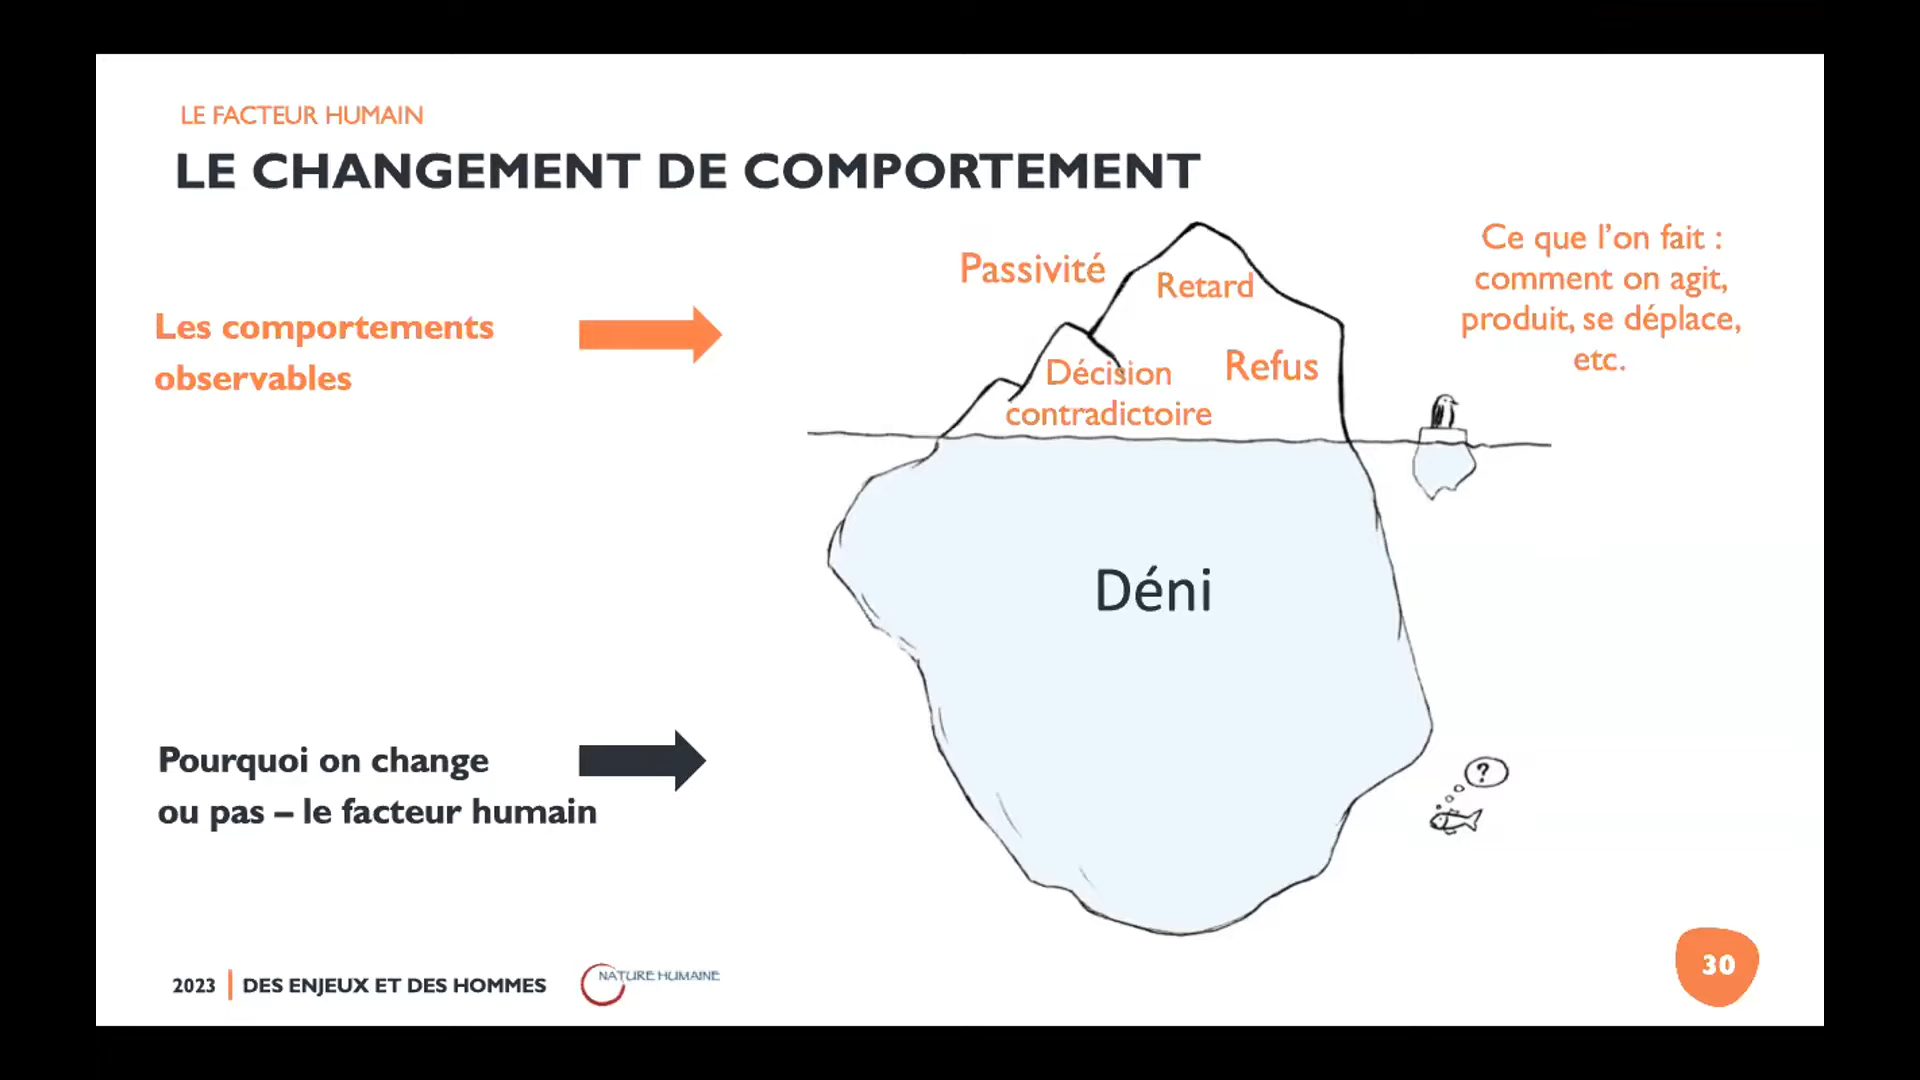 LE FACTEUR HUMAIN
LE CHANGEMENT DE COMPORTEMENT
Les comportements
observables
Passivité
Retard
Décision
contradictoire
Refus
Ce que l’on fait :
comment on agit,
produit, se déplace,
etc.
Déni
Pourquoi on change
ou pas – le facteur humain
?
2023 | DES ENJEUX ET DES HOMMES
NATURE HUMAINE
30